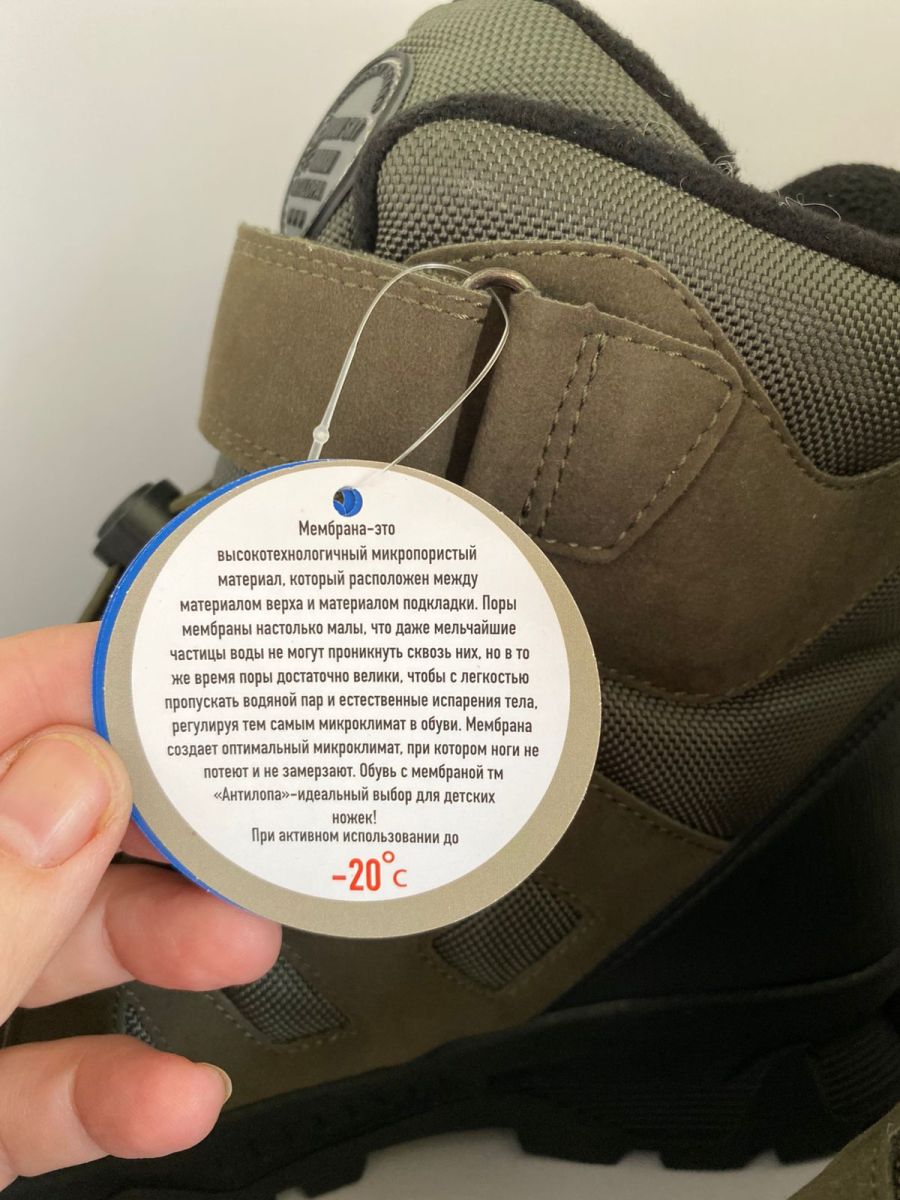 Мембрана-это
высокотехнологичный микропористый
материал, который расположен между
материалом верха и материалом подкладки. Поры
мембраны настолько малы, что даже мельчайшие
частицы воды не могут проникнуть сквозь них, но в то
же время поры достаточно велики, чтобы с легкостью
пропускать водяной пар и естественные испарения тела,
регулируя тем самым микроклимат в обуви. Мембрана
создает оптимальный микроклимат, при котором ноги не
потеют и не замерзают. Обувь с мембраной тм
«Антилопа»-идеальный выбор для детских
ножек!
При активном использовании до
-20°С